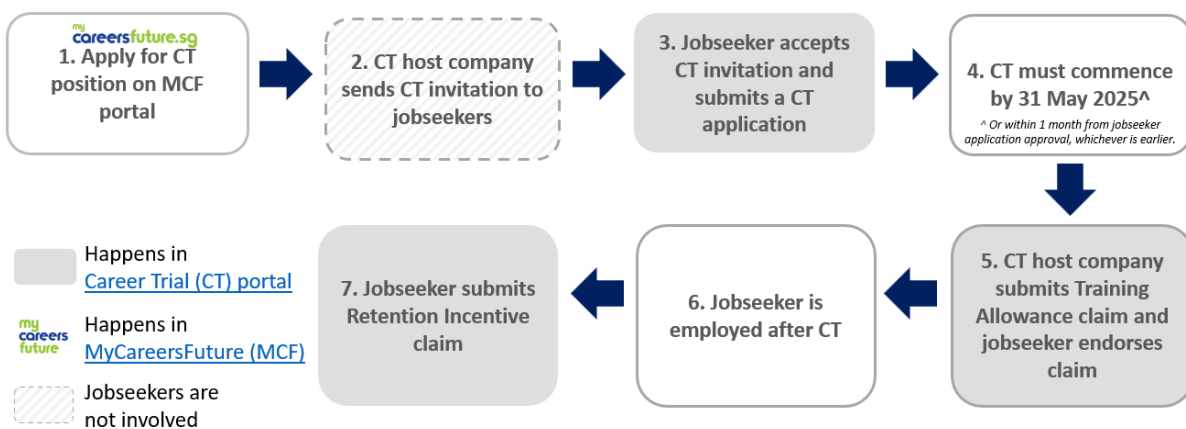 my
careersfuture.sg
1. Apply for CT
position on MCF
portal
2. CT host company
sends CT invitation to
jobseekers
3. Jobseeker accepts
CT invitation and
submits a CT
application
4. CT must commence
by 31 May 2025^
^ Or within 1 month from jobseeker
application approval, whichever is earlier.
5. CT host company
submits Training
Allowance claim and
jobseeker endorses
claim
6. Jobseeker is
employed after CT
7. Jobseeker submits
Retention Incentive
claim
Happens in
Career Trial (CT) portal
my
careers
future
Happens in
MyCareersFuture (MCF)
Jobseekers are
not involved